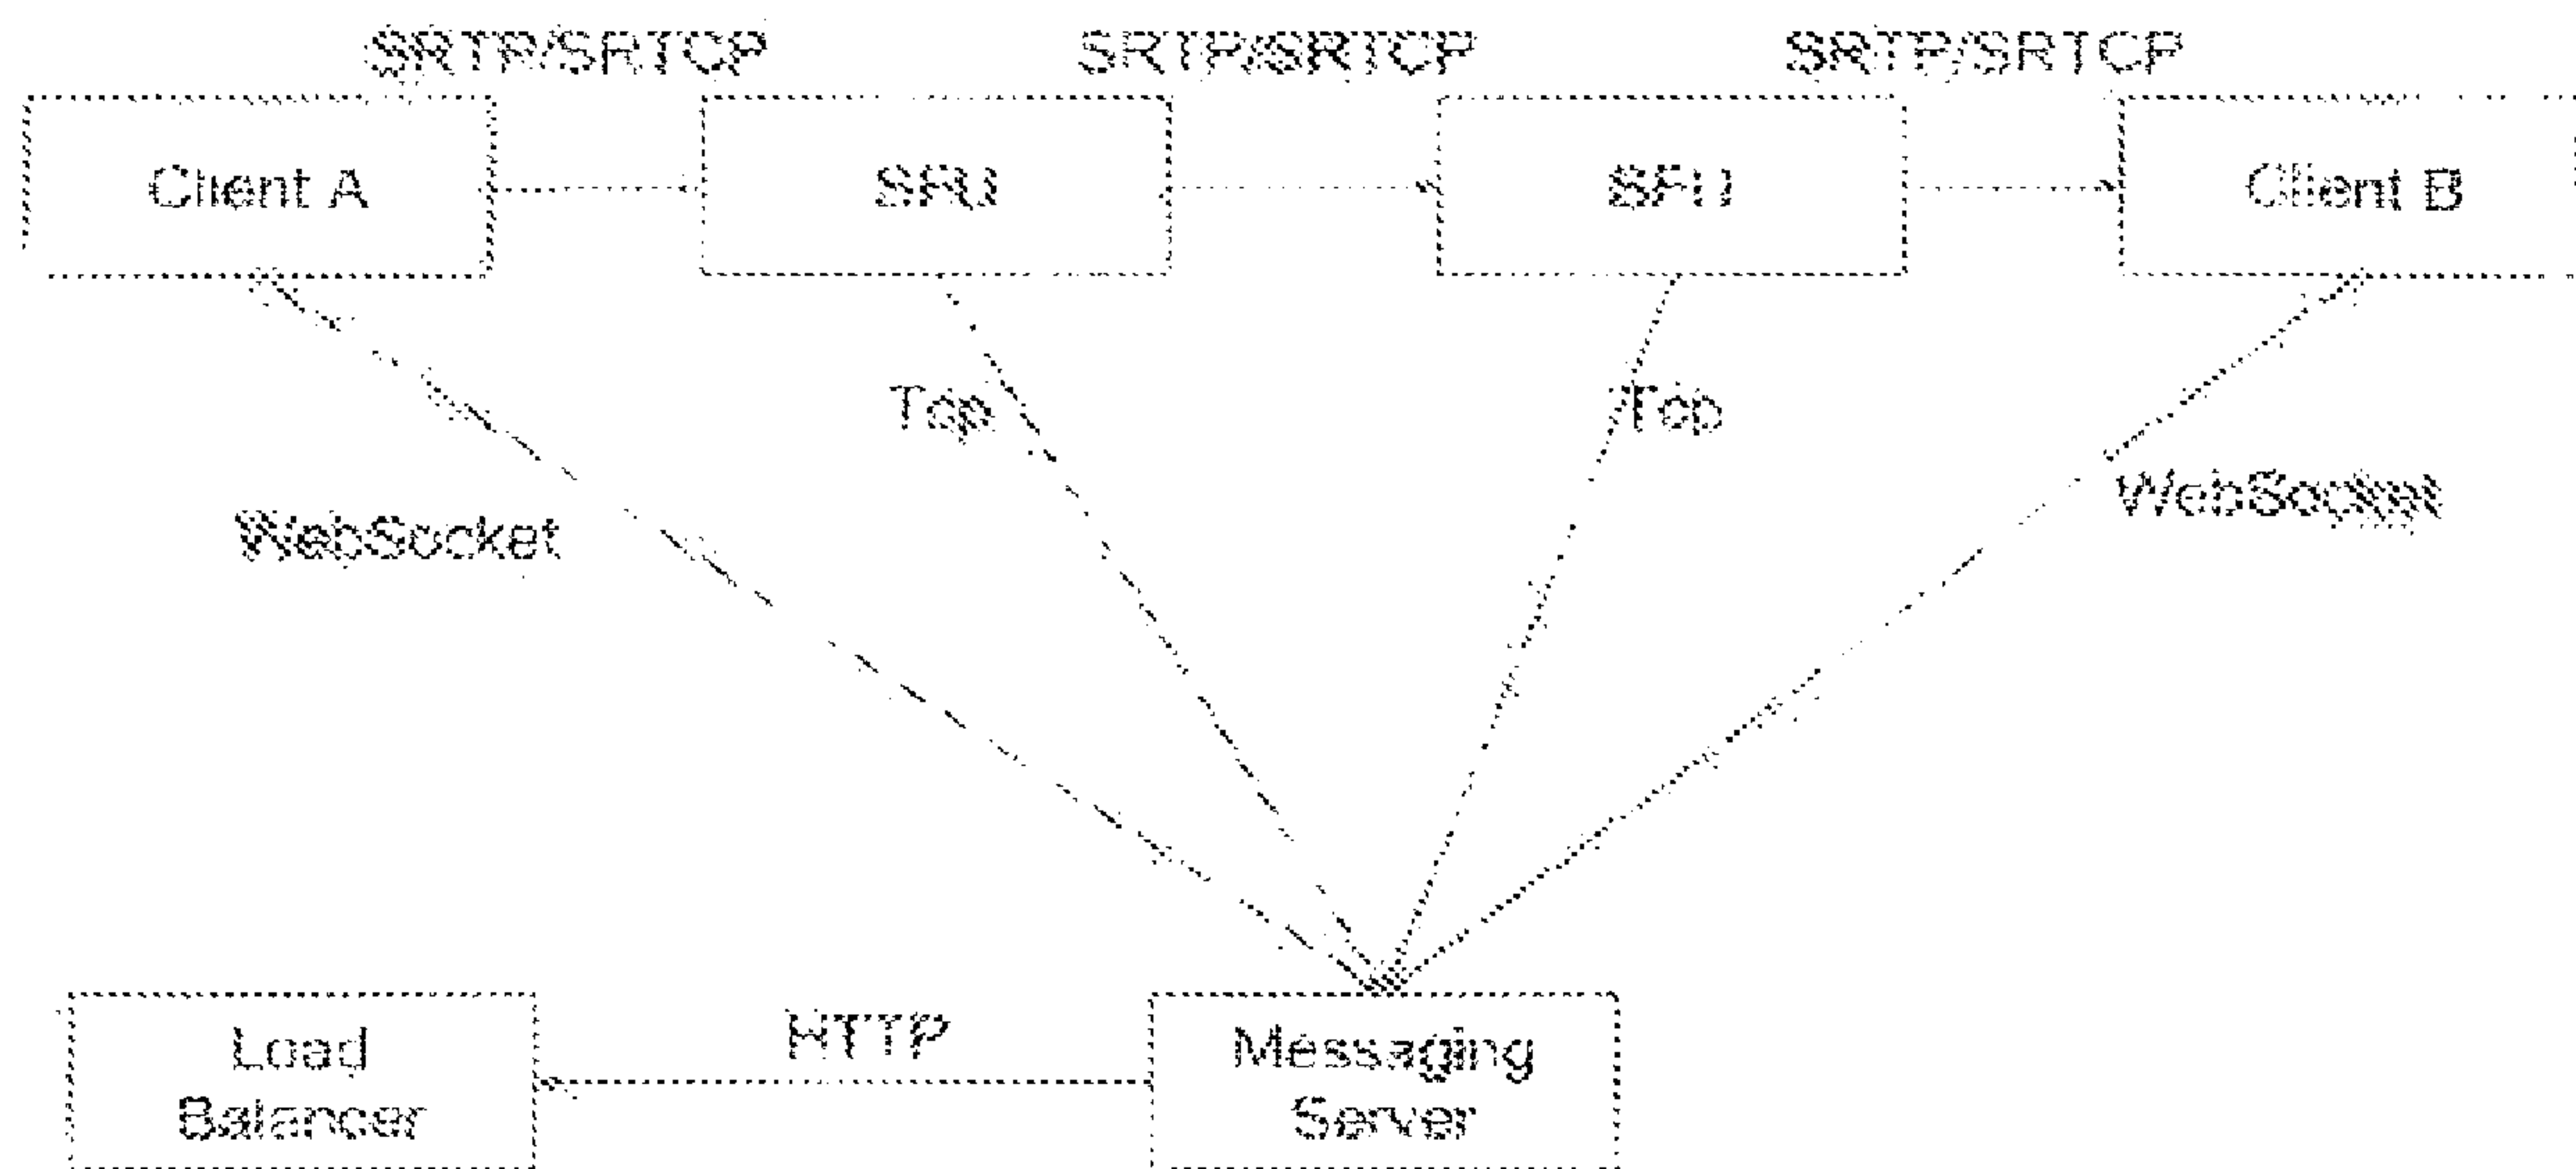 SRTP/SRTCP SRTP/SRTCP SRTP/SRTCP
Client A SFU SFU Client B
Tcp Tcp
WebSocket
WebSocket
HTTP
Load
Balancer
Messaging
Server